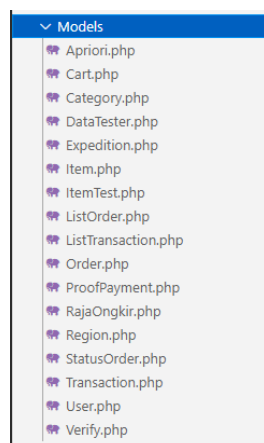 Models
Apriori.php
Cart.php
Category.php
DataTester.php
Expedition.php
Item.php
ItemTest.php
ListOrder.php
ListTransaction.php
Order.php
ProofPayment.php
RajaOngkir.php
Region.php
StatusOrder.php
Transaction.php
User.php
Verify.php